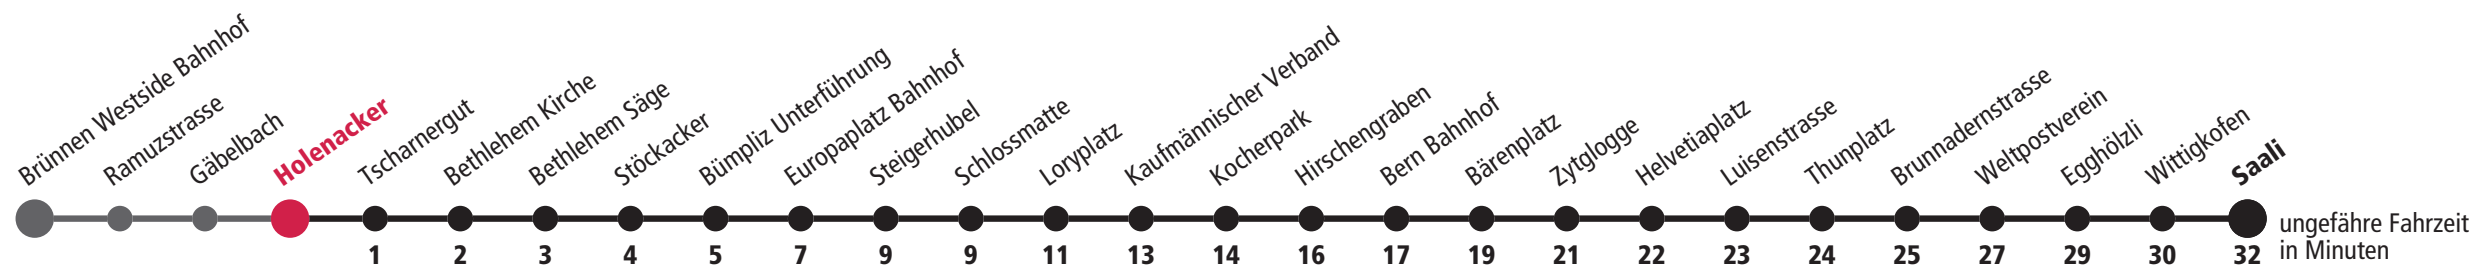 Brünnen Westside Bahnhof
Ramuzstrasse
Gäbelbach
Holenacker
Tscharnergut
Bethlehem Kirche
Bethlehem Säge
Stöckacker
Bümpliz Unterführung
Europaplatz Bahnhof
Steigerhubel
Schlossmatte
Loryplatz
Kaufmännischer Verband
Kocherpark
Hirschengraben
Bern Bahnhof
Bärenplatz
Zytglogge
Helvetiaplatz
Luisenstrasse
Thunplatz
Brunnadernstrasse
Weltpostverein
Egghölzli
Wittigkofen
Saali
1 2 3 4 5 7 9 9 11 13 14 16 17 19 21 22 23 24 25 27 29 30 32
ungefähre Fahrzeit
in Minuten